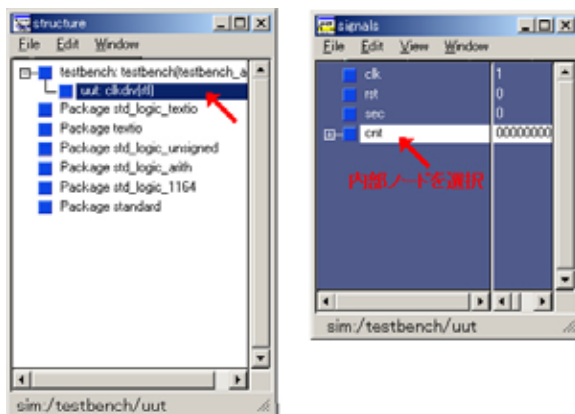 structure
File Edit Window
testbench: testbench(testbench_a
uut: clkdiv(rtl)
Package std_logic_textio
Package textio
Package std_logic_unsigned
Package std_logic_arith
Package std_logic_1164
Package standard
sim:/testbench/uut
signals
File Edit View Window
clk 1
rst 0
sec 0
cnt 00000000
内部ノードを選択
sim:/testbench/uut